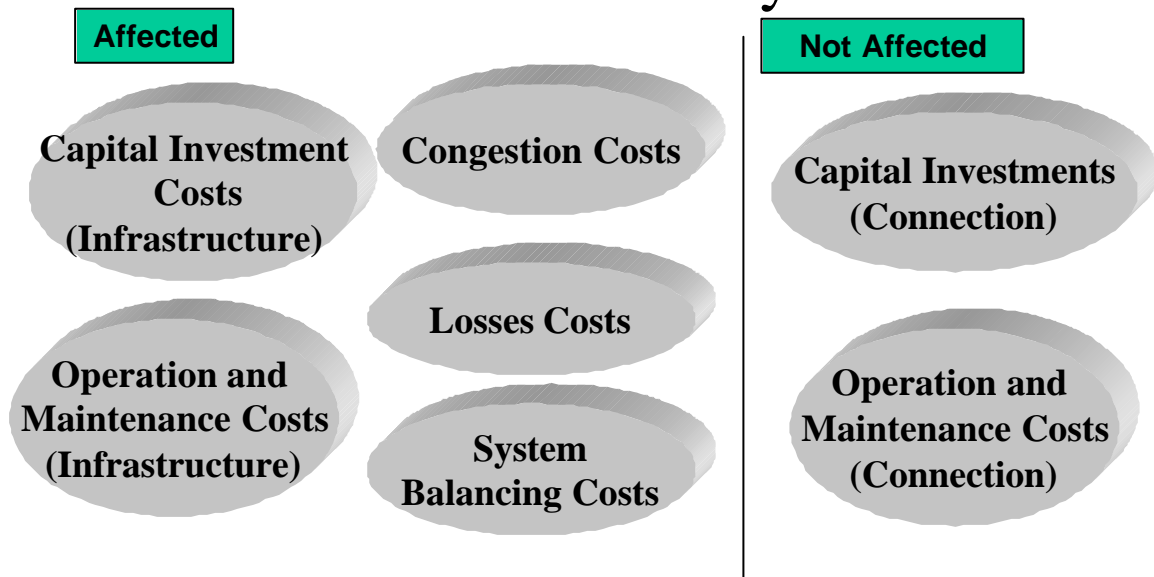 Affected
Not Affected
Capital Investment
Costs
(Infrastructure)
Congestion Costs
Capital Investments
(Connection)
Losses Costs
Operation and
Maintenance Costs
(Infrastructure)
System
Balancing Costs
Operation and
Maintenance Costs
(Connection)